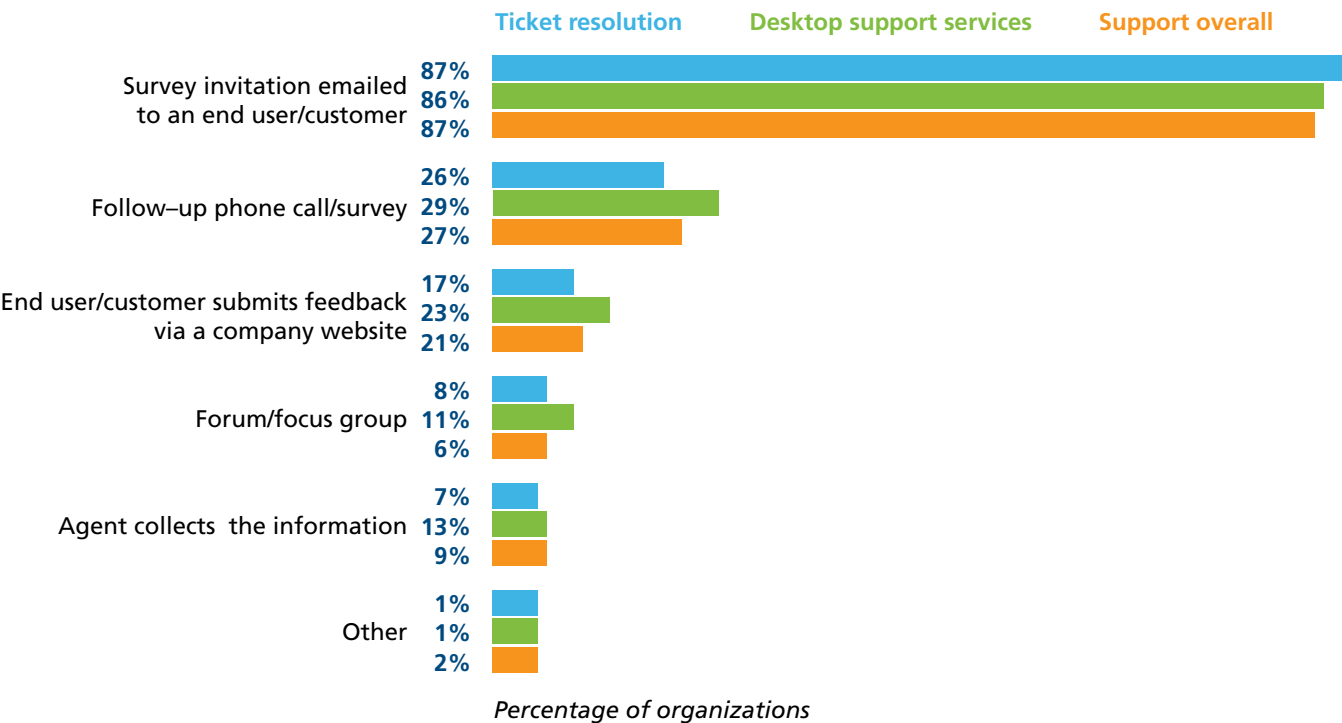 Ticket resolution Desktop support services Support overall
Survey invitation emailed
to an end user/customer
87%
86%
87%
Follow–up phone call/survey
26%
29%
27%
End user/customer submits feedback
via a company website
17%
23%
21%
Forum/focus group
8%
11%
6%
Agent collects the information
7%
13%
9%
Other
1%
1%
2%
Percentage of organizations